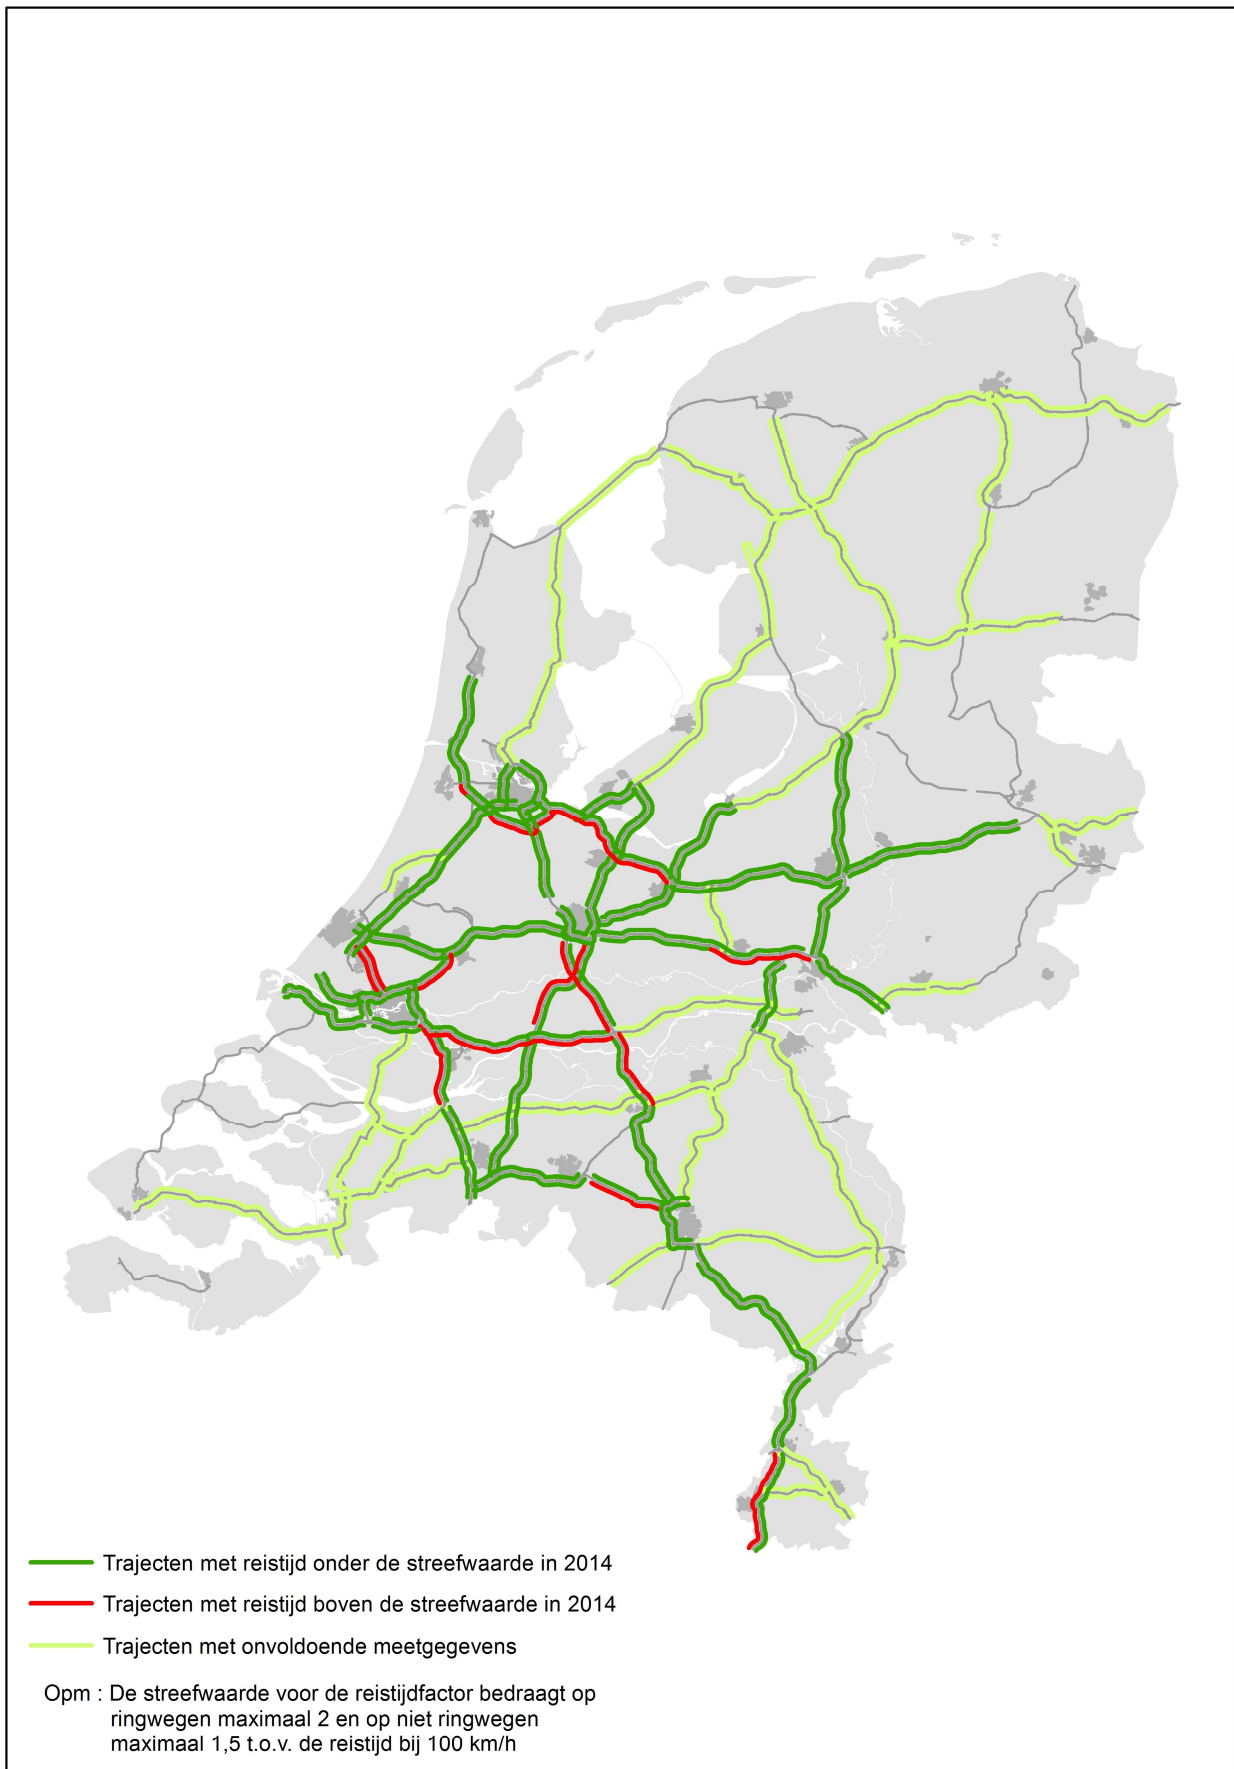 Trajecten met reistijd onder de streefwaarde in 2014
Trajecten met reistijd boven de streefwaarde in 2014
Trajecten met onvoldoende meetgegevens
Opm : De streefwaarde voor de reistijdfactor bedraagt op
ringwegen maximaal 2 en op niet ringwegen
maximaal 1,5 t.o.v. de reistijd bij 100 km/h